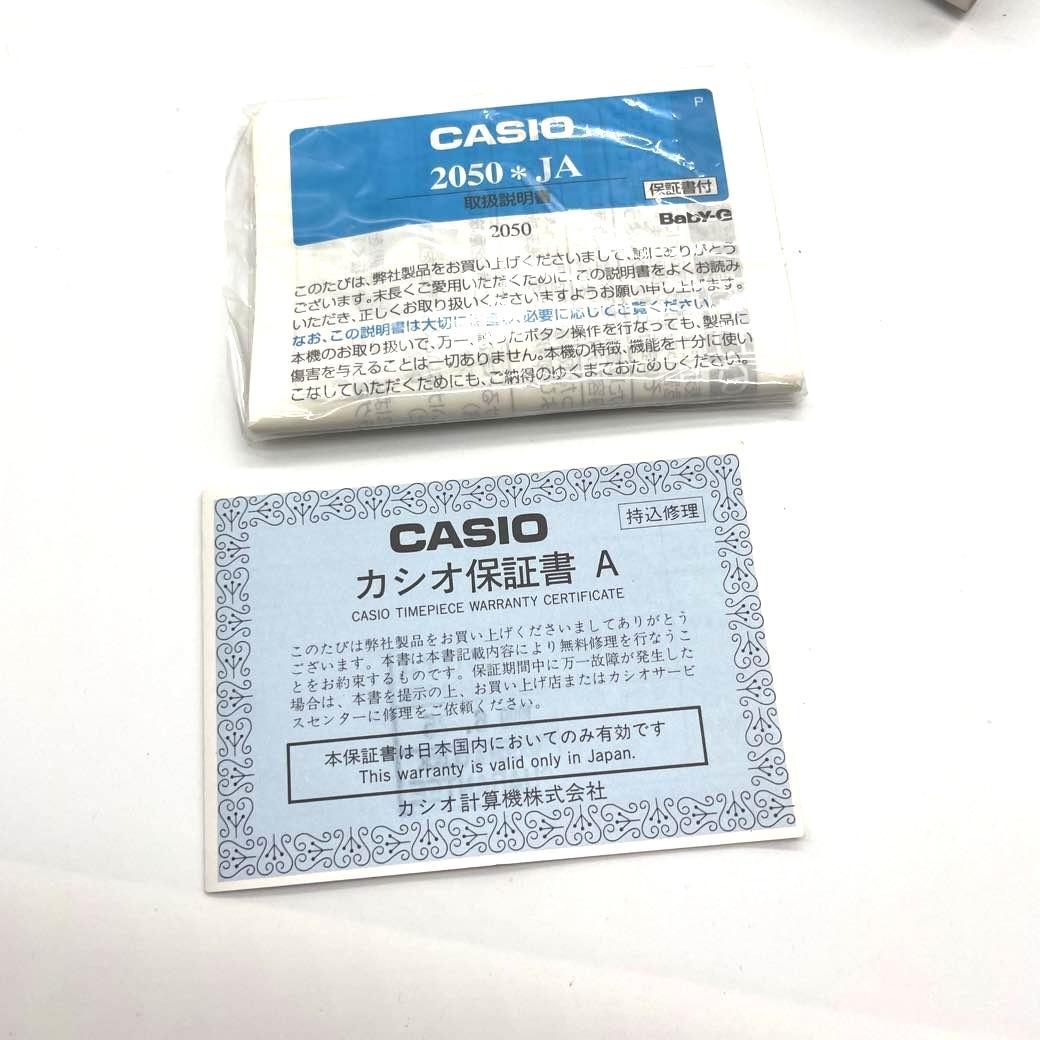 P
CASIO
2050*JA
取扱説明書
保証書付
2050
Baby-G
このたびは、弊社製品をお買い上げくださいまして、誠にありがとう
ございます。末長くご愛用いただくために、この説明書をよくお読み
いただき、正しくお取り扱いくださいますようお願い申し上げます。
なお、この説明書は大切に、必要に応じてご覧ください。
本機のお取り扱いで、万一、誤ったボタン操作を行なっても、製品に
傷害を与えることは一切ありません。本機の特徴、機能を十分に使い
こなしていただくためにも、ご納得のゆくまでおためしください。
CASIO
持込修理
カシオ保証書 A
CASIO TIMEPIECE WARRANTY CERTIFICATE
このたびは弊社製品をお買い上げくださいましてありがとう
ございます。本書は本書記載内容により無料修理を行なうこ
とをお約束するものです。保証期間中に万一故障が発生した
場合は、本書を提示の上、お買い上げ店またはカシオサービ
スセンターに修理をご依頼ください。
本保証書は日本国内においてのみ有効です
This warranty is valid only in Japan.
カシオ計算機株式会社